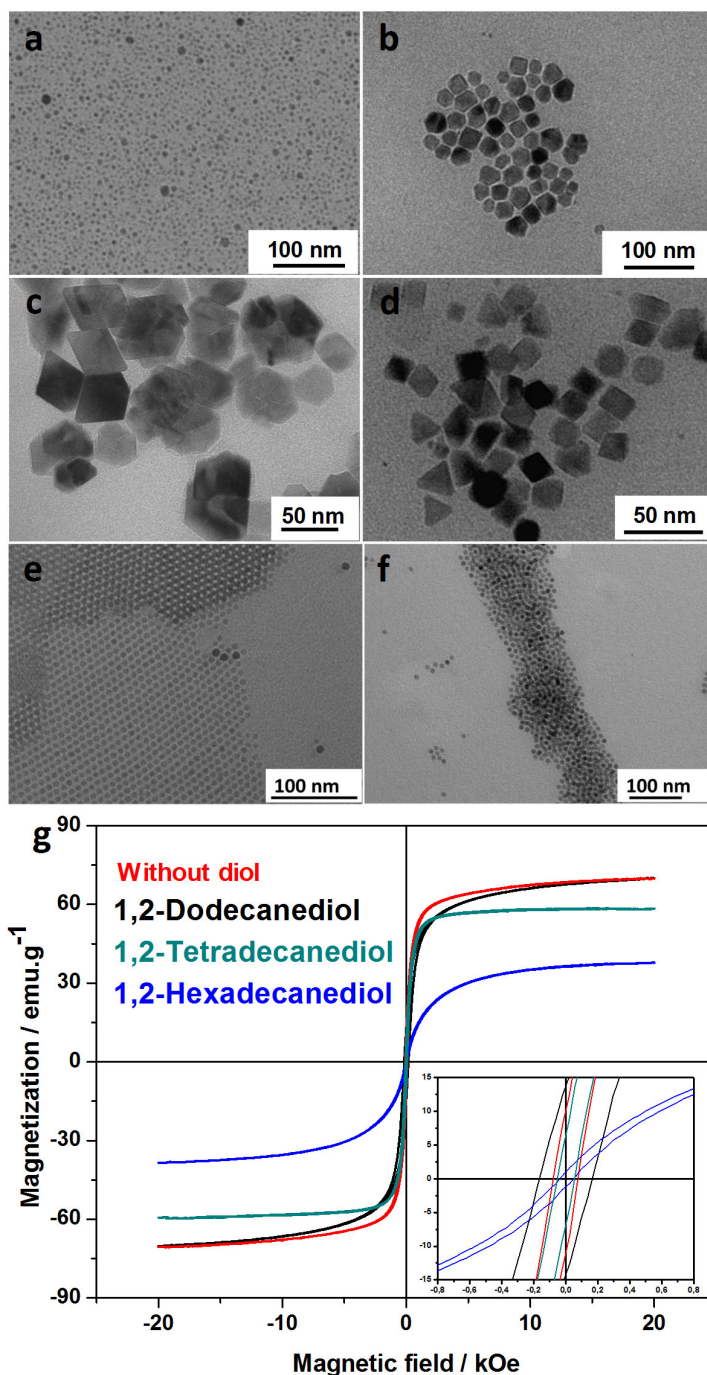 a
b
100 nm
100 nm
c
d
50 nm
50 nm
e
f
100 nm
100 nm
g
90
60
30
0
-30
-60
-90
Without diol
1,2-Dodecanediol
1,2-Tetradecanediol
1,2-Hexadecanediol
Magnetization / emu.g⁻¹
15
10
5
0
-5
-10
-15
-0,8 -0,6 -0,4 -0,2 0,0 0,2 0,4 0,6 0,8
-20 -10 0 10 20
Magnetic field / kOe